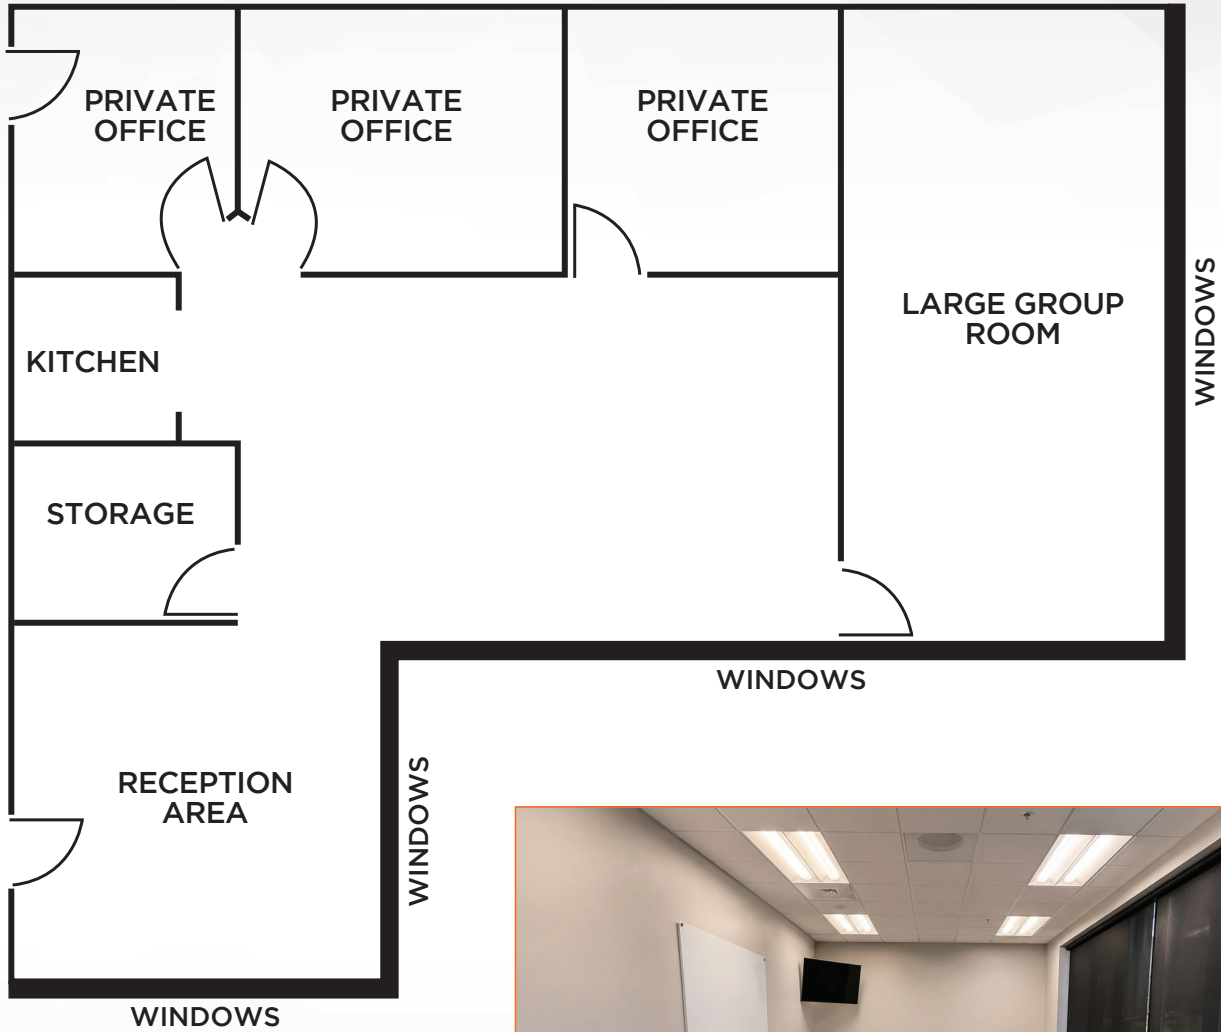 PRIVATE
OFFICE
PRIVATE
OFFICE
PRIVATE
OFFICE
LARGE GROUP
ROOM
WINDOWS
KITCHEN
STORAGE
WINDOWS
RECEPTION
AREA
WINDOWS
WINDOWS